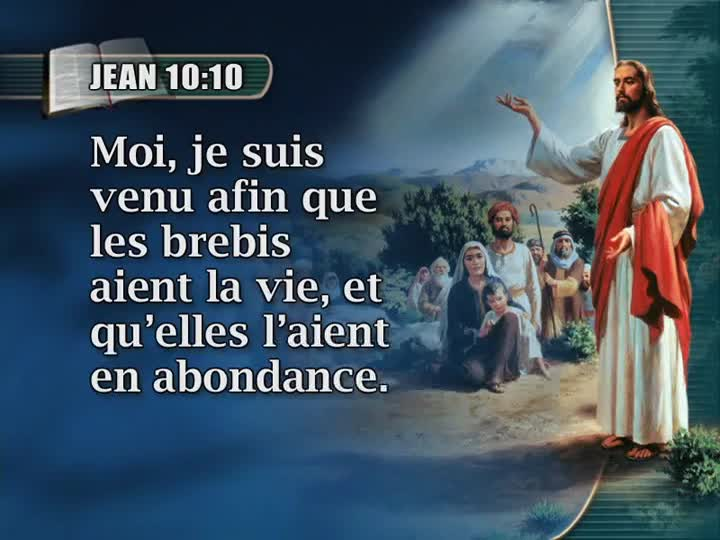 JEAN 10:10
Moi, je suis
venu afin que
les brebis
aient la vie, et
qu’elles l’aient
en abondance.